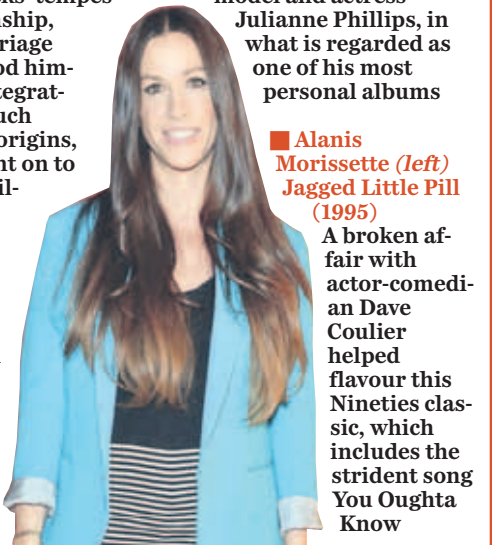 nship,
riage
od him-
tegrat-
uch
origins,
nt on to
il-
model and actress
Julianne Phillips, in
what is regarded as
one of his most
personal albums
■ Alanis
Morissette (left)
Jagged Little Pill
(1995)
A broken af-
fair with
actor-comedi-
an Dave
Coulier
helped
flavour this
Nineties clas-
sic, which
includes the
strident song
You Oughta
Know